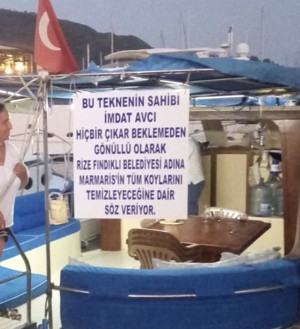 BU TEKNENİN SAHİBİ
İMDAT AVCI
HİÇBİR ÇIKAR BEKLEMEDEN
GÖNÜLLÜ OLARAK
RİZE FINDIKLI BELEDİYESİ ADINA
MARMARİS'İN TÜM KOYLARINI
TEMİZLEYECEĞİNE DAİR
SÖZ VERİYOR.